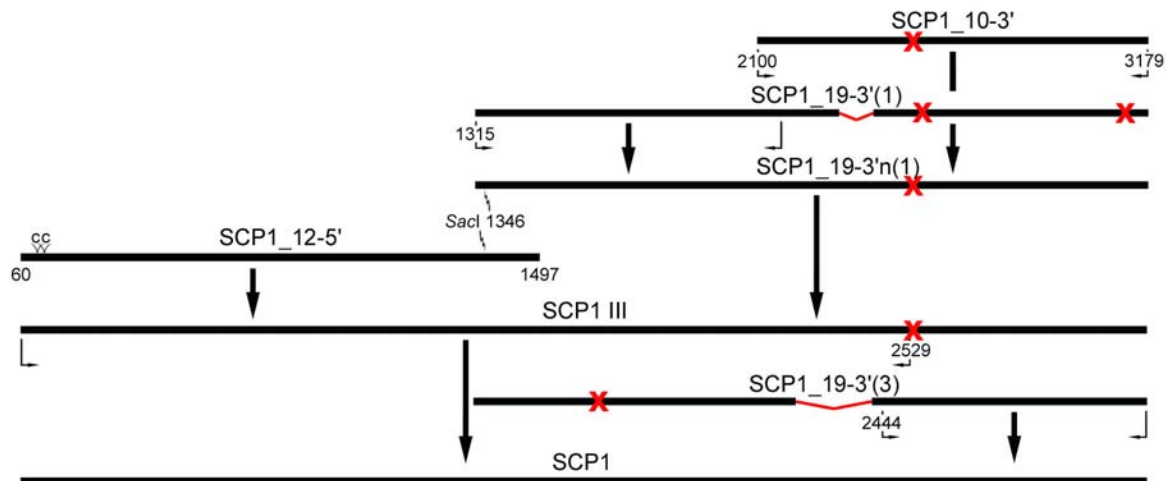 SCP1_10-3'
X
2100 3179
SCP1_19-3'(1)
X X
1315
SCP1_19-3'n(1)
X
SacI 1346
cc
SCP1_12-5'
60 1497
SCP1 III
X
2529
SCP1_19-3'(3)
X
2444
SCP1